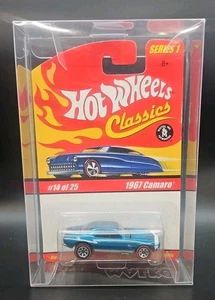 SERIES 1
8+
Hot Wheels
Classics
#14 of 25
1967 Camaro